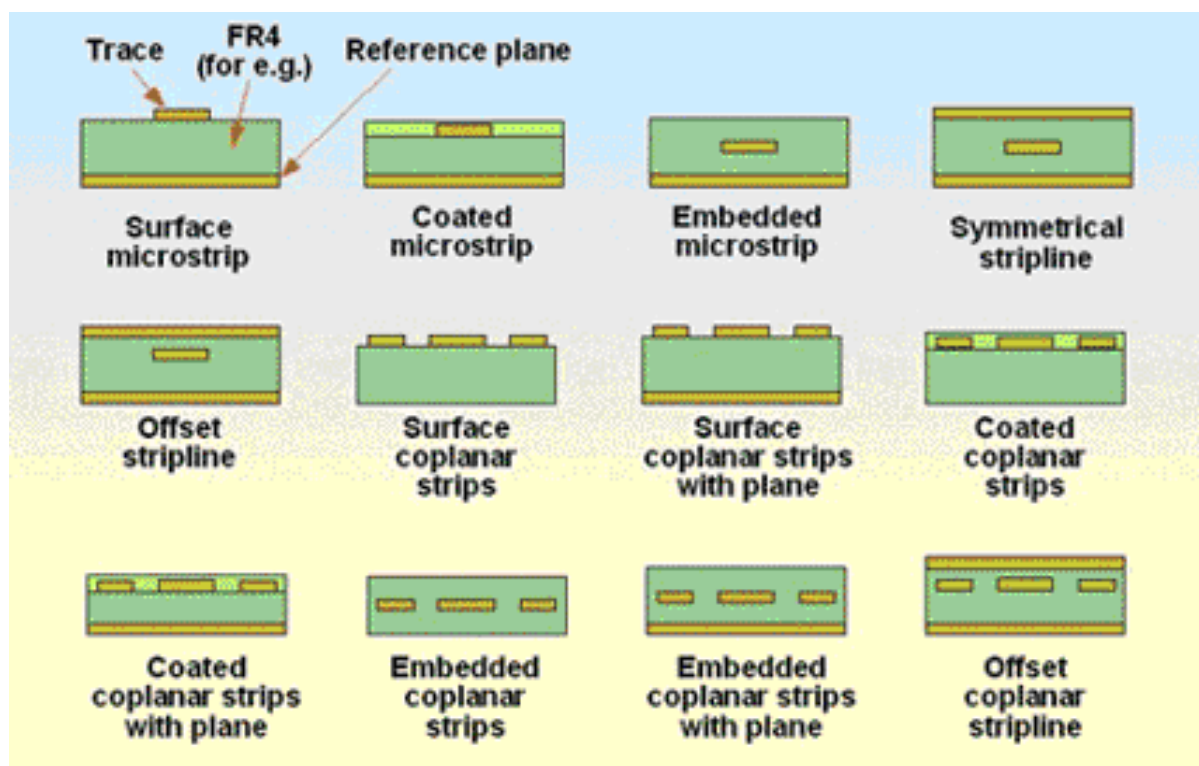 Trace
FR4
(for e.g.)
Reference plane
Surface
microstrip
Coated
microstrip
Embedded
microstrip
Symmetrical
stripline
Offset
stripline
Surface
coplanar
strips
Surface
coplanar strips
with plane
Coated
coplanar
strips
Coated
coplanar strips
with plane
Embedded
coplanar
strips
Embedded
coplanar strips
with plane
Offset
coplanar
stripline